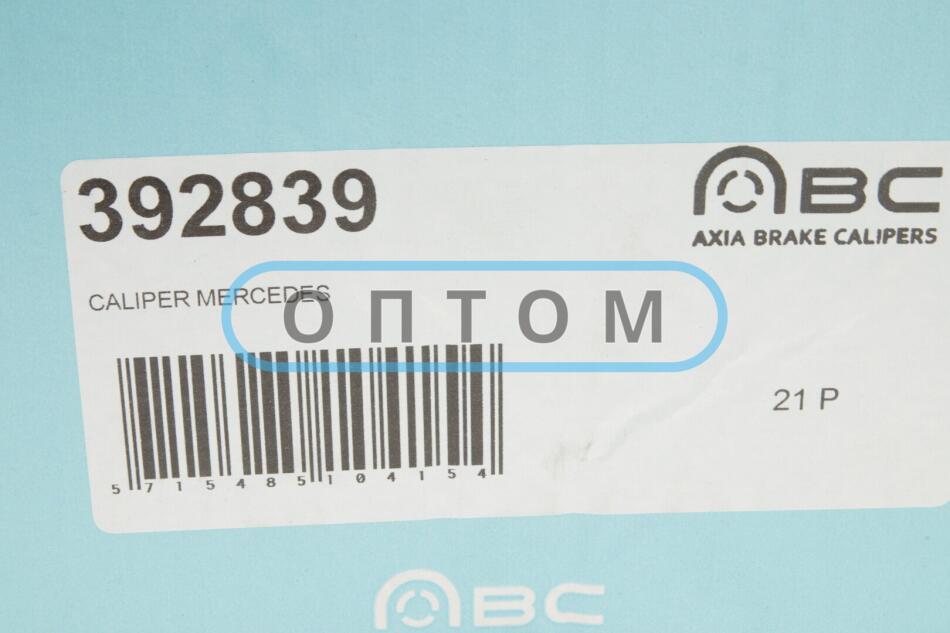 392839
ABC
AXIA BRAKE CALIPERS
CALIPER MERCEDES
ОПТОМ
21 P
5 715485 104154
ABC